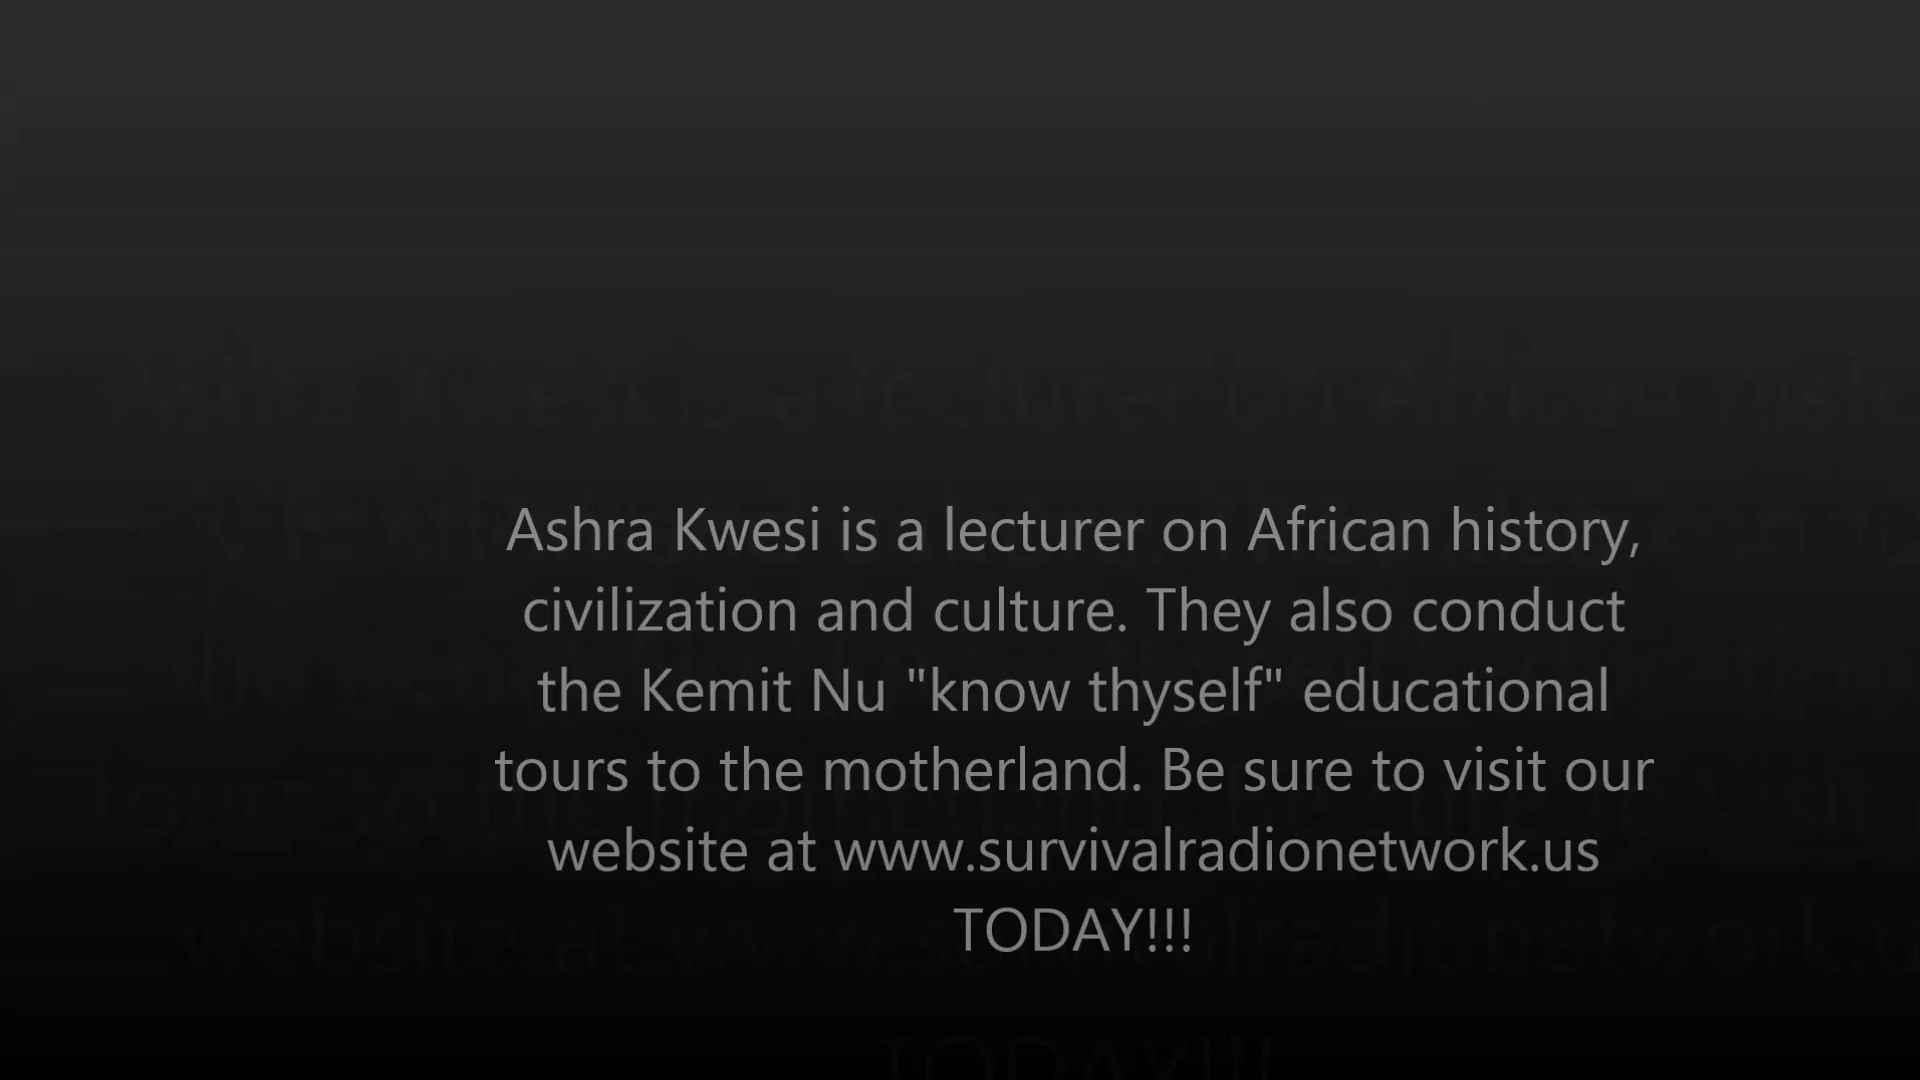 Ashra Kwesi is a lecturer on African history,
civilization and culture. They also conduct
the Kemit Nu "know thyself" educational
tours to the motherland. Be sure to visit our
website at www.survivalradionetwork.us
TODAY!!!